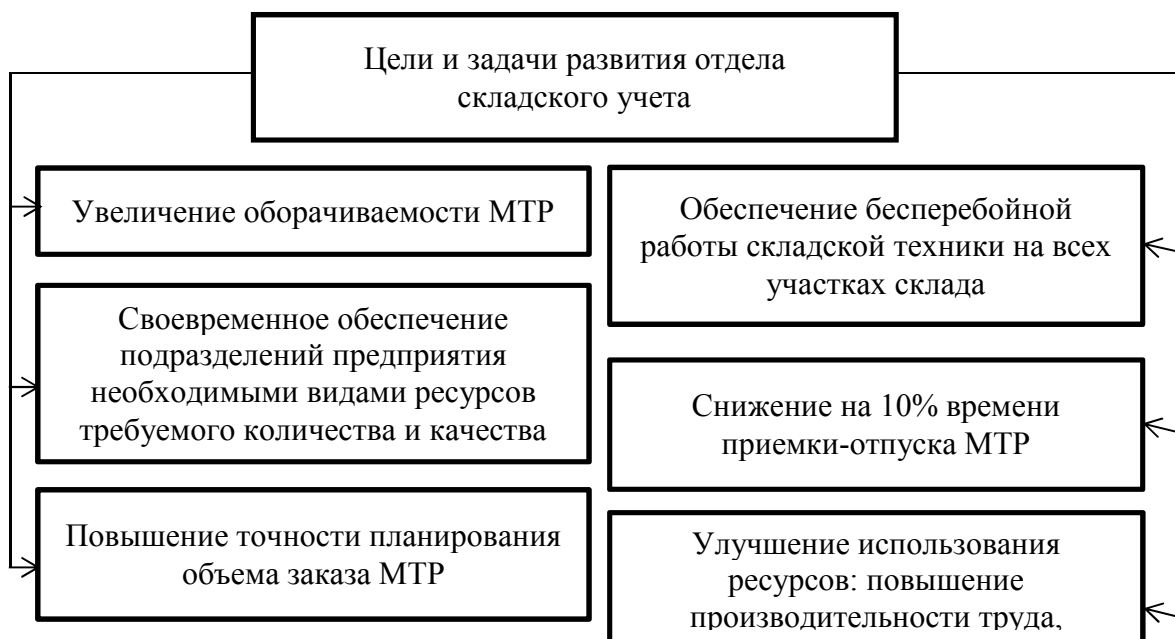 Цели и задачи развития отдела
складского учета
Увеличение оборачиваемости МТР
Своевременное обеспечение
подразделений предприятия
необходимыми видами ресурсов
требуемого количества и качества
Повышение точности планирования
объема заказа МТР
Обеспечение бесперебойной
работы складской техники на всех
участках склада
Снижение на 10% времени
приемки-отпуска МТР
Улучшение использования
ресурсов: повышение
производительности труда,